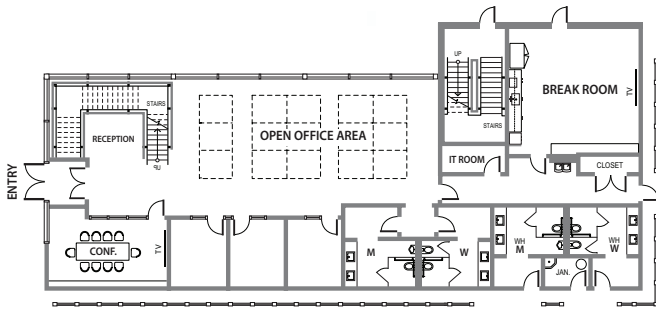 UP
STAIRS
BREAK ROOM
TV
STAIRS
RECEPTION
OPEN OFFICE AREA
UP
IT ROOM
CLOSET
ENTRY
CONF.
TV
M
W
WH
M
WH
W
JAN.